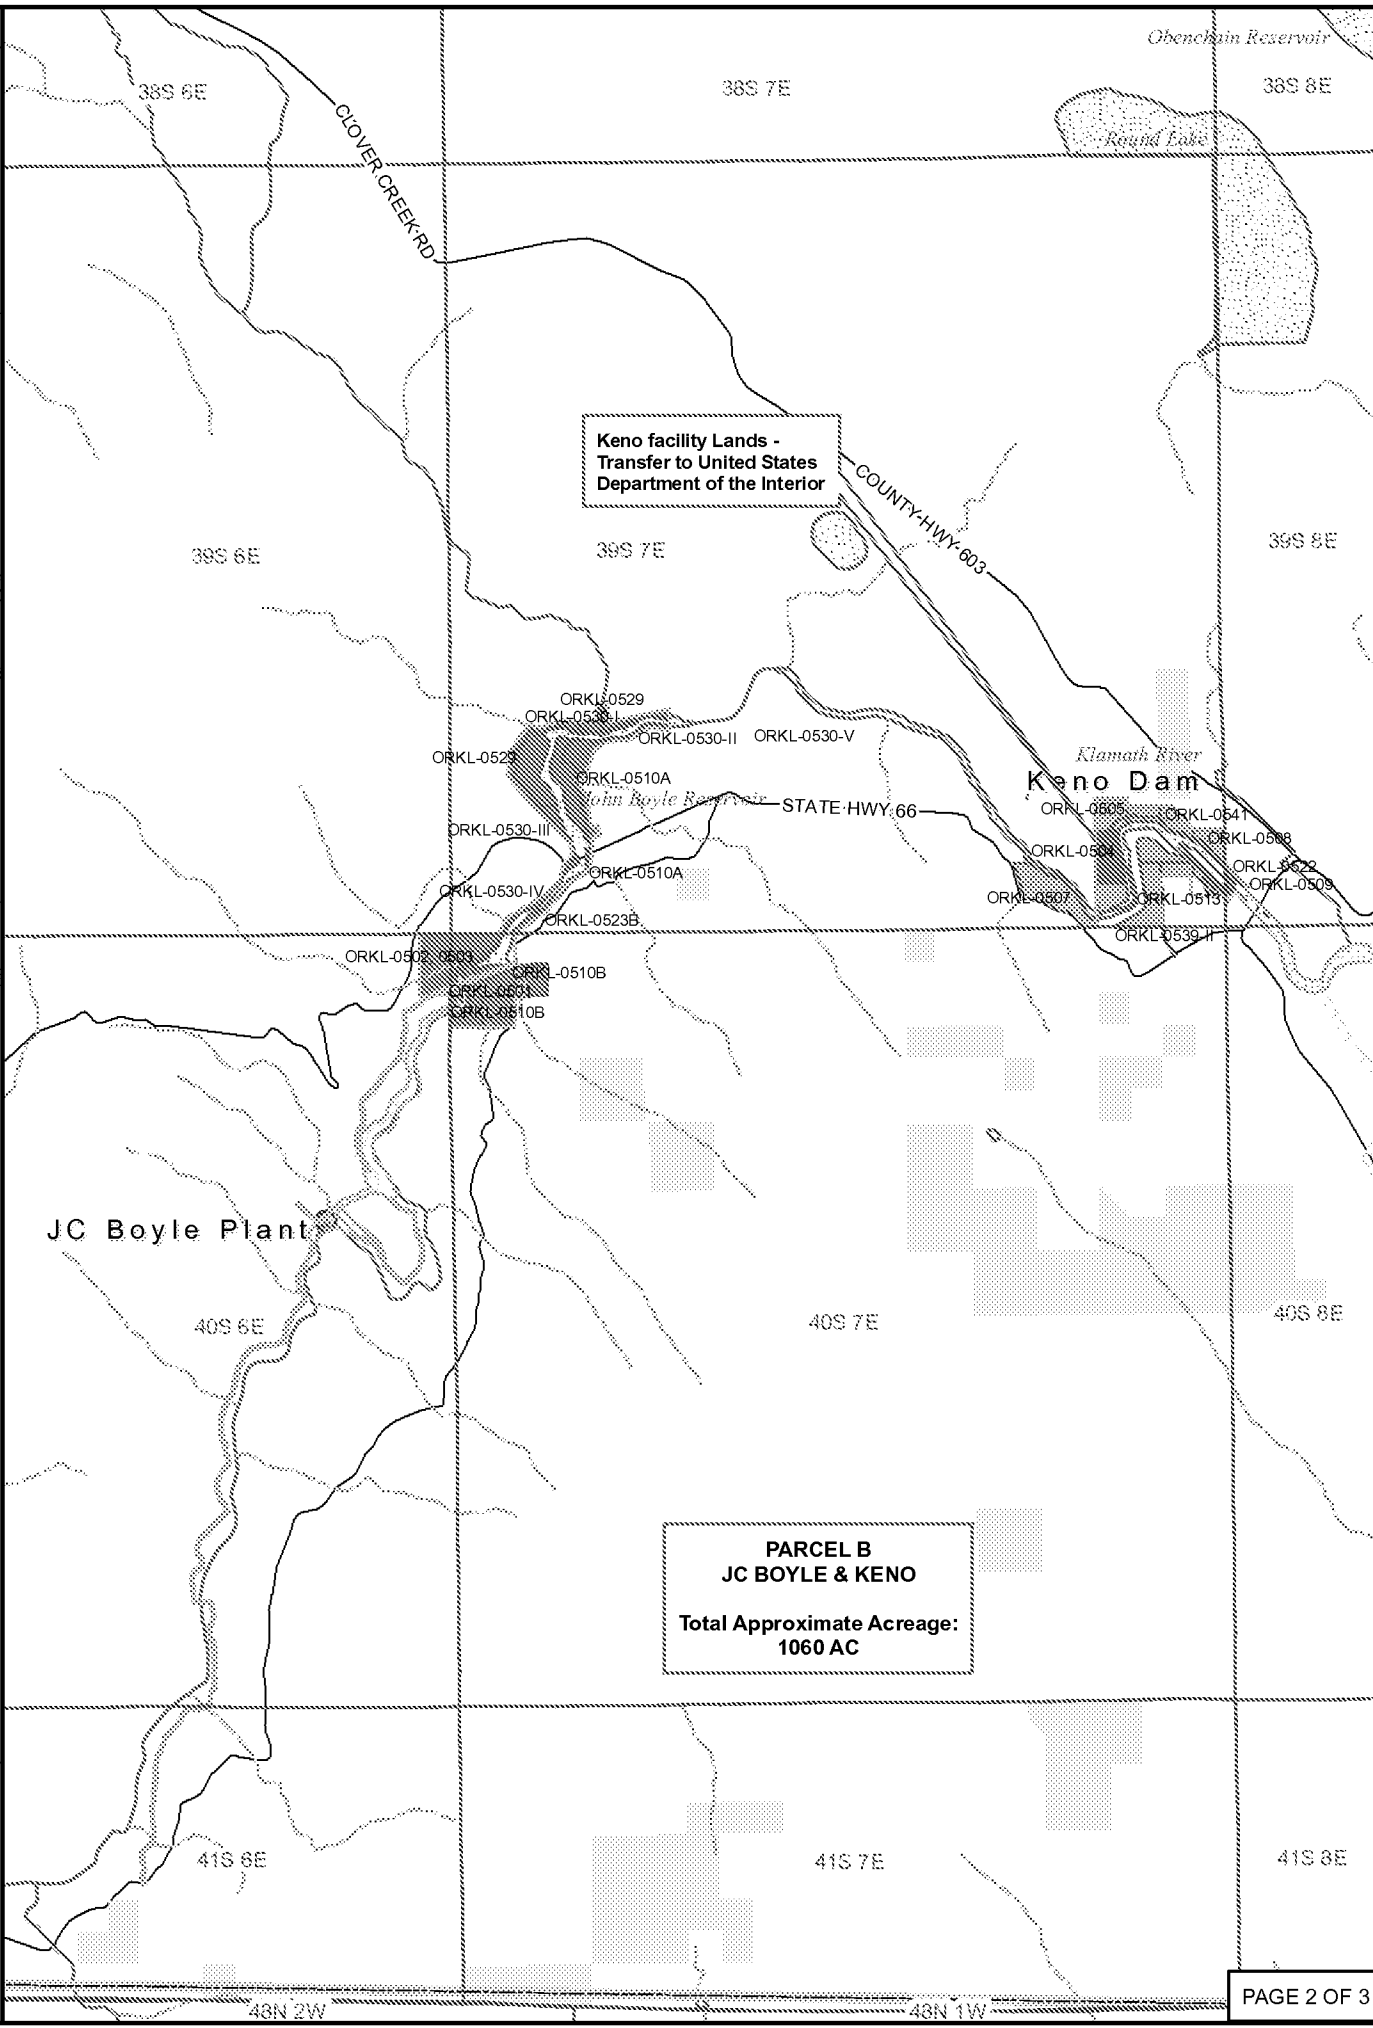 Obenchain Reservoir
38S 6E
38S 7E
38S 8E
Round Lake
CLOVER CREEK RD
Keno facility Lands -
Transfer to United States
Department of the Interior
COUNTY HWY 603
39S 6E
39S 7E
39S 8E
ORKL-0529
ORKL-0530-I
ORKL-0530-II
ORKL-0530-V
ORKL-0529
Klamath River
Keno Dam
ORKL-0510A
John Boyle Reservoir
STATE HWY 66
ORKL-0505
ORKL-0541
ORKL-0530-III
ORKL-0508
ORKL-0504
ORKL-0522
ORKL-0510A
ORKL-0509
ORKL-0530-IV
ORKL-0507
ORKL-0513
ORKL-0523B
ORKL-0539-II
ORKL-0502, 0503
ORKL-0510B
ORKL-0501
ORKL-0510B
JC Boyle Plant
40S 6E
40S 7E
40S 8E
PARCEL B
JC BOYLE & KENO
Total Approximate Acreage:
1060 AC
41S 6E
41S 7E
41S 8E
PAGE 2 OF 3
48N 2W
48N 1W